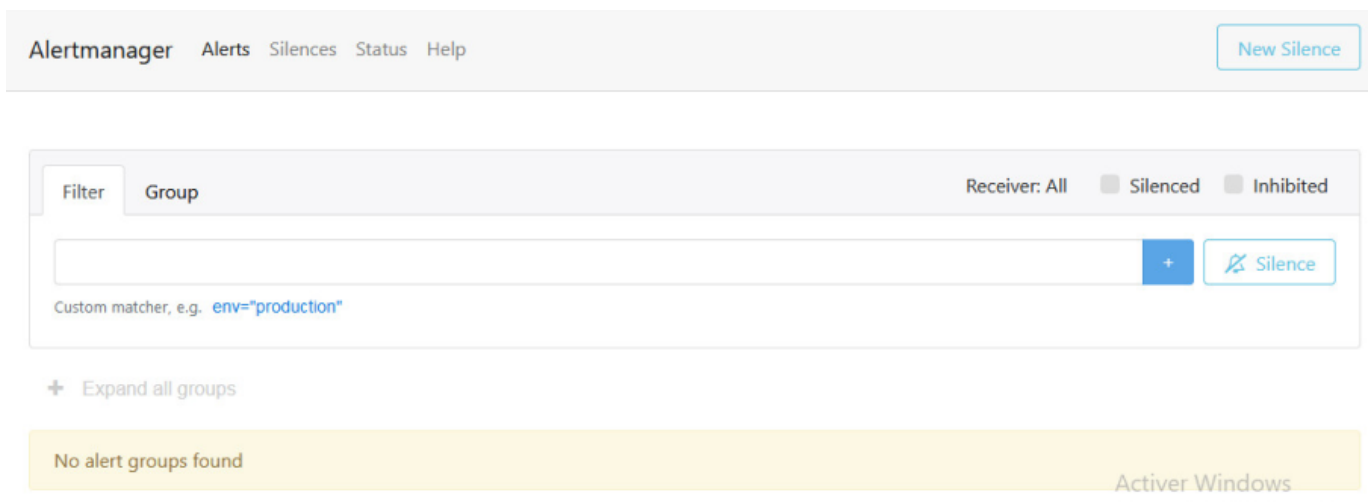 Alertmanager Alerts Silences Status Help New Silence
Filter Group Receiver: All Silenced Inhibited
+ Silence
Custom matcher, e.g. env="production"
+ Expand all groups
No alert groups found
Activer Windows